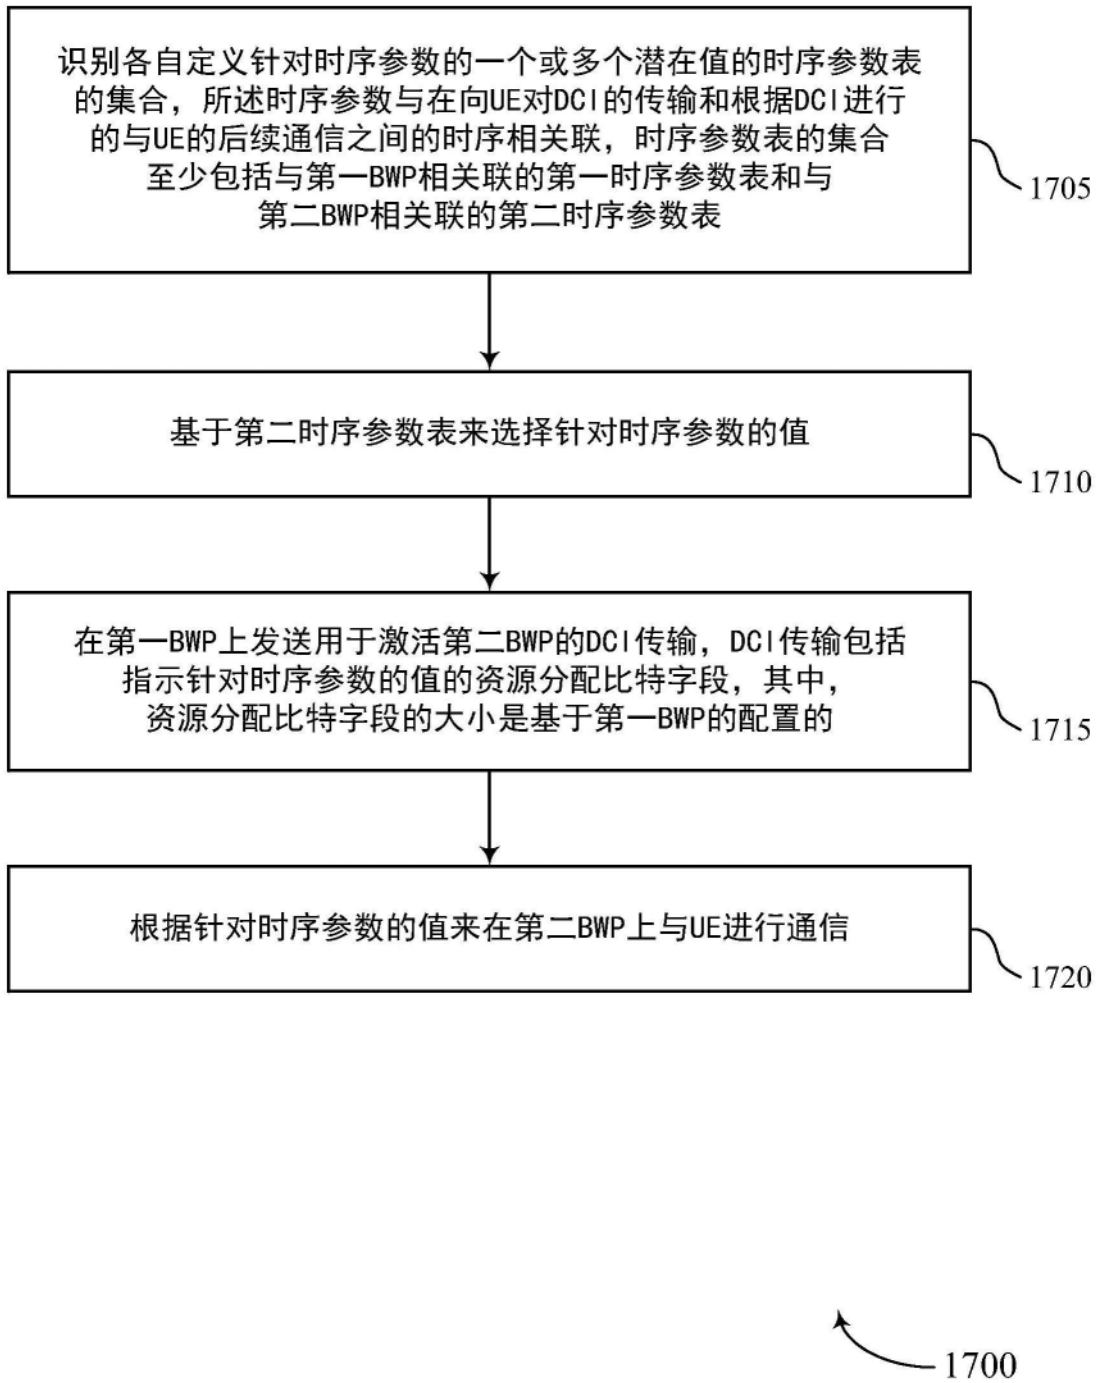 识别各自定义针对时序参数的一个或多个潜在值的时序参数表
的集合，所述时序参数与在向UE对DCI的传输和根据DCI进行
的与UE的后续通信之间的时序相关联，时序参数表的集合
至少包括与第一BWP相关联的第一时序参数表和与
第二BWP相关联的第二时序参数表
1705
基于第二时序参数表来选择针对时序参数的值
1710
在第一BWP上发送用于激活第二BWP的DCI传输，DCI传输包括
指示针对时序参数的值的资源分配比特字段，其中，
资源分配比特字段的大小是基于第一BWP的配置的
1715
根据针对时序参数的值来在第二BWP上与UE进行通信
1720
1700